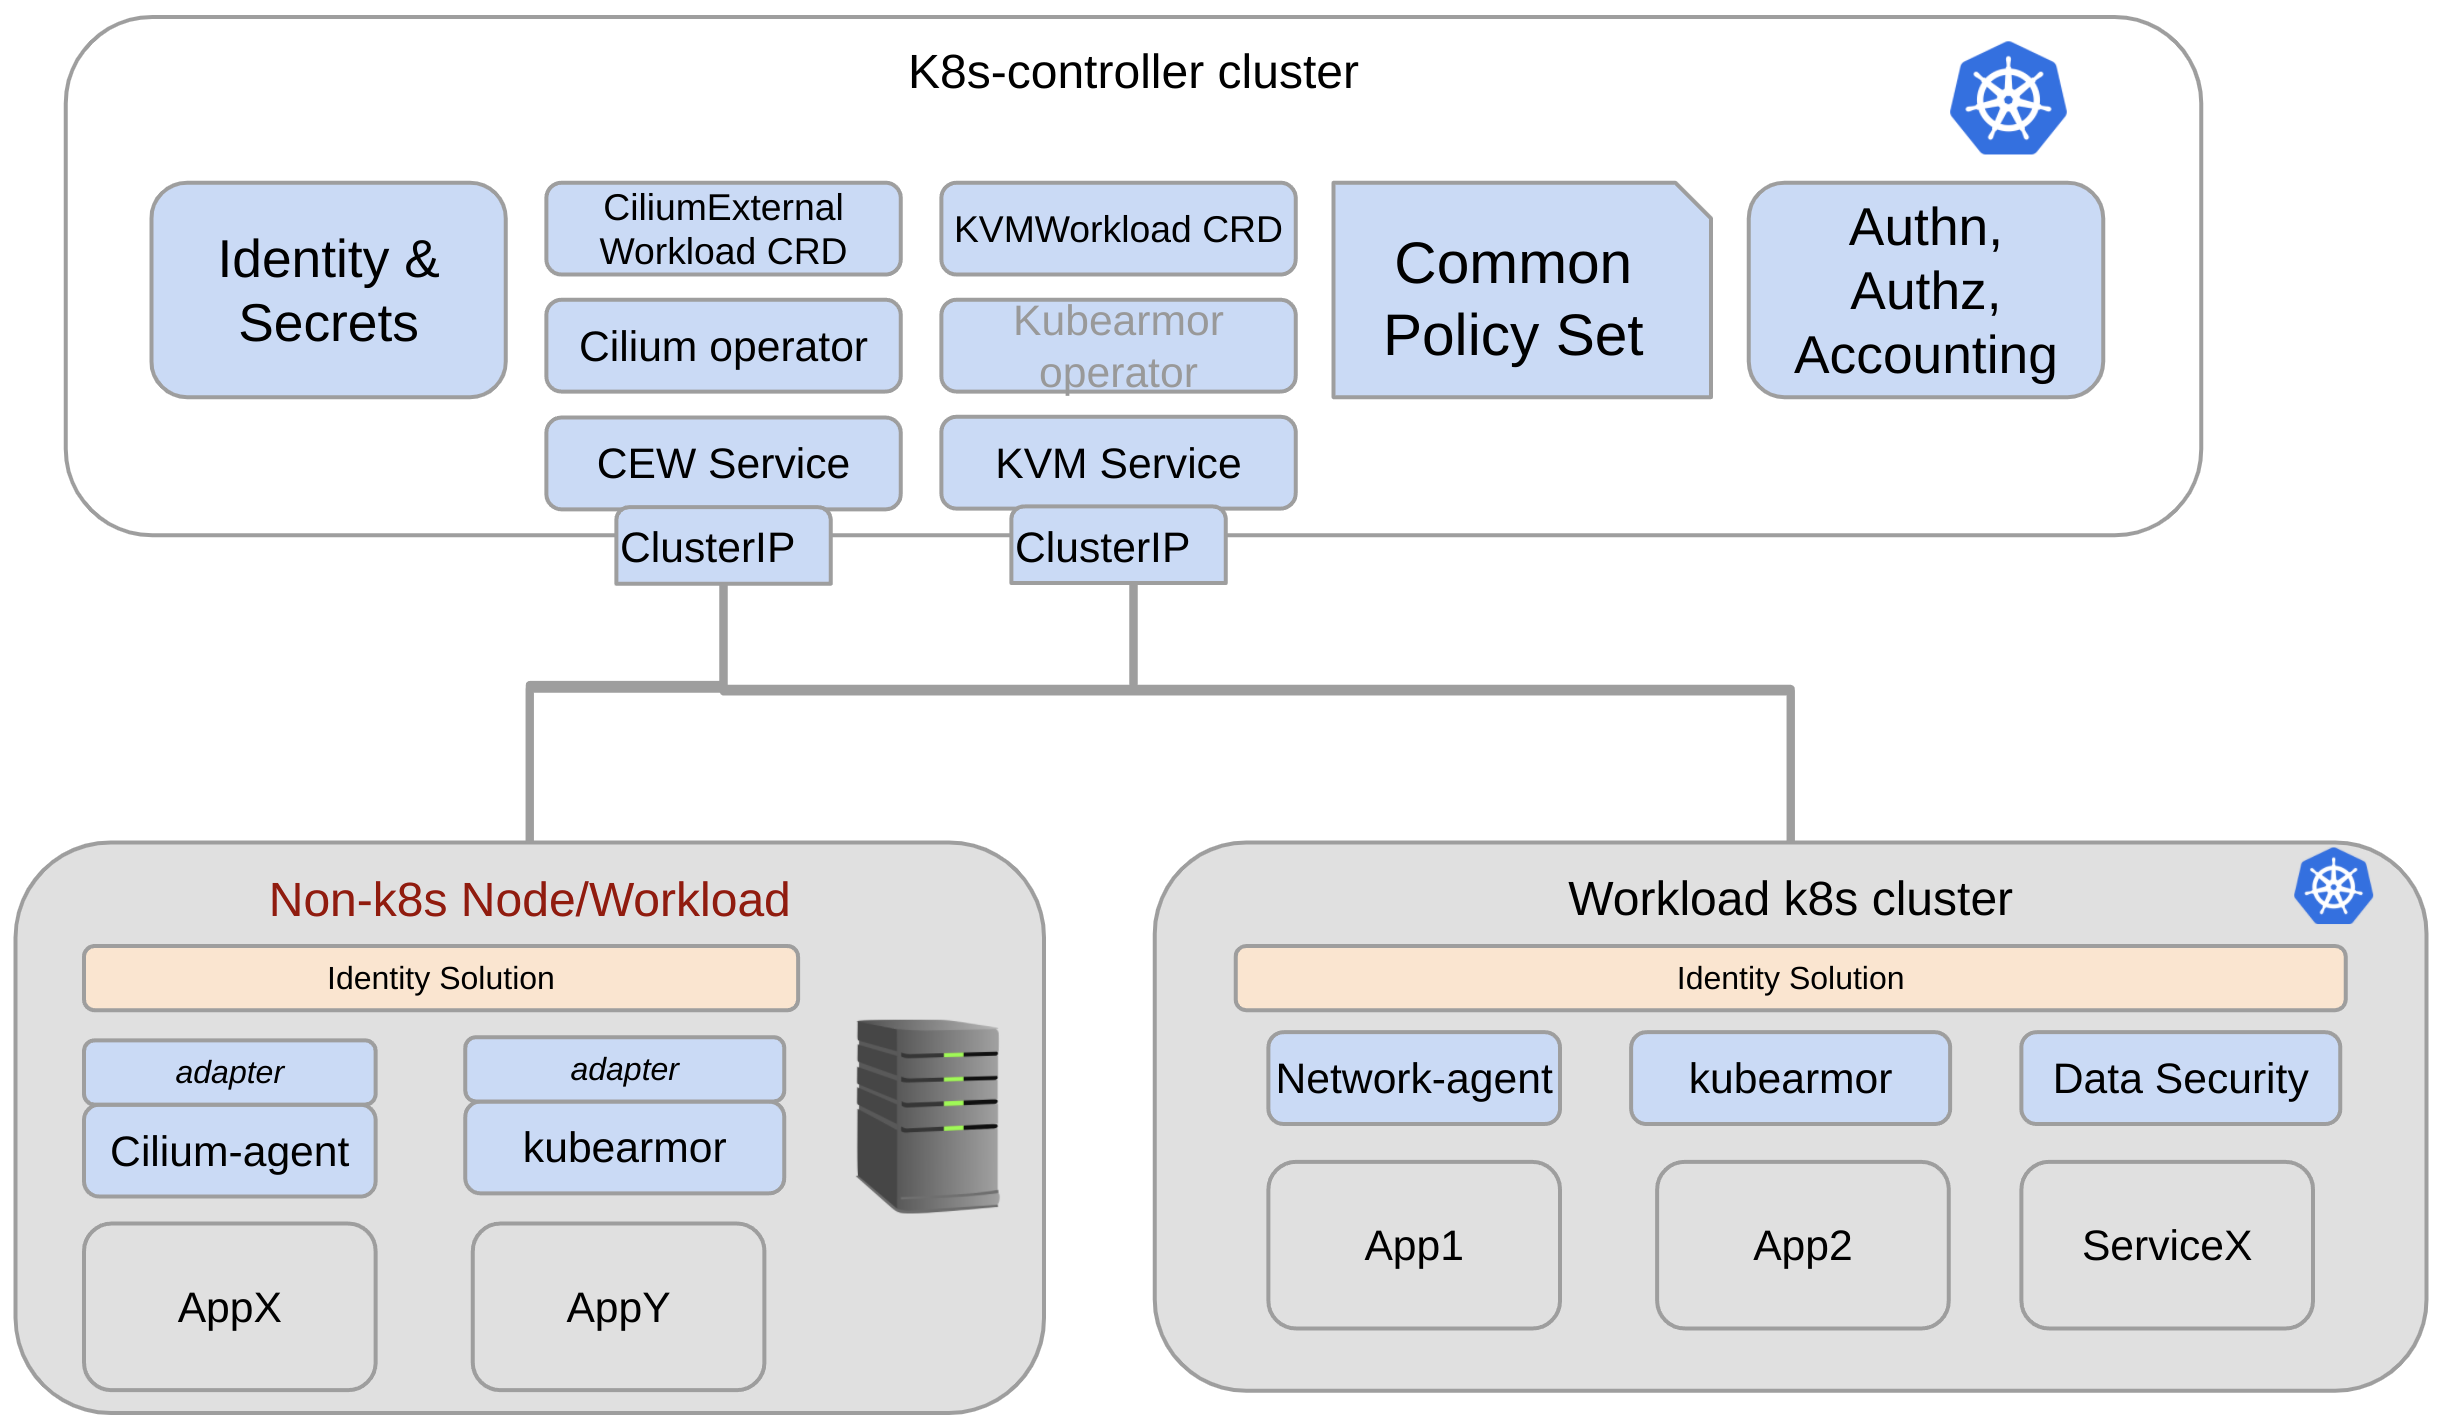 K8s-controller cluster
Identity &
Secrets
CiliumExternal
Workload CRD
Cilium operator
CEW Service
ClusterIP
KVMWorkload CRD
Kubearmor
operator
KVM Service
ClusterIP
Common
Policy Set
Authn,
Authz,
Accounting
Non-k8s Node/Workload
Identity Solution
adapter
Cilium-agent
adapter
kubearmor
AppX
AppY
Workload k8s cluster
Identity Solution
Network-agent
kubearmor
Data Security
App1
App2
ServiceX